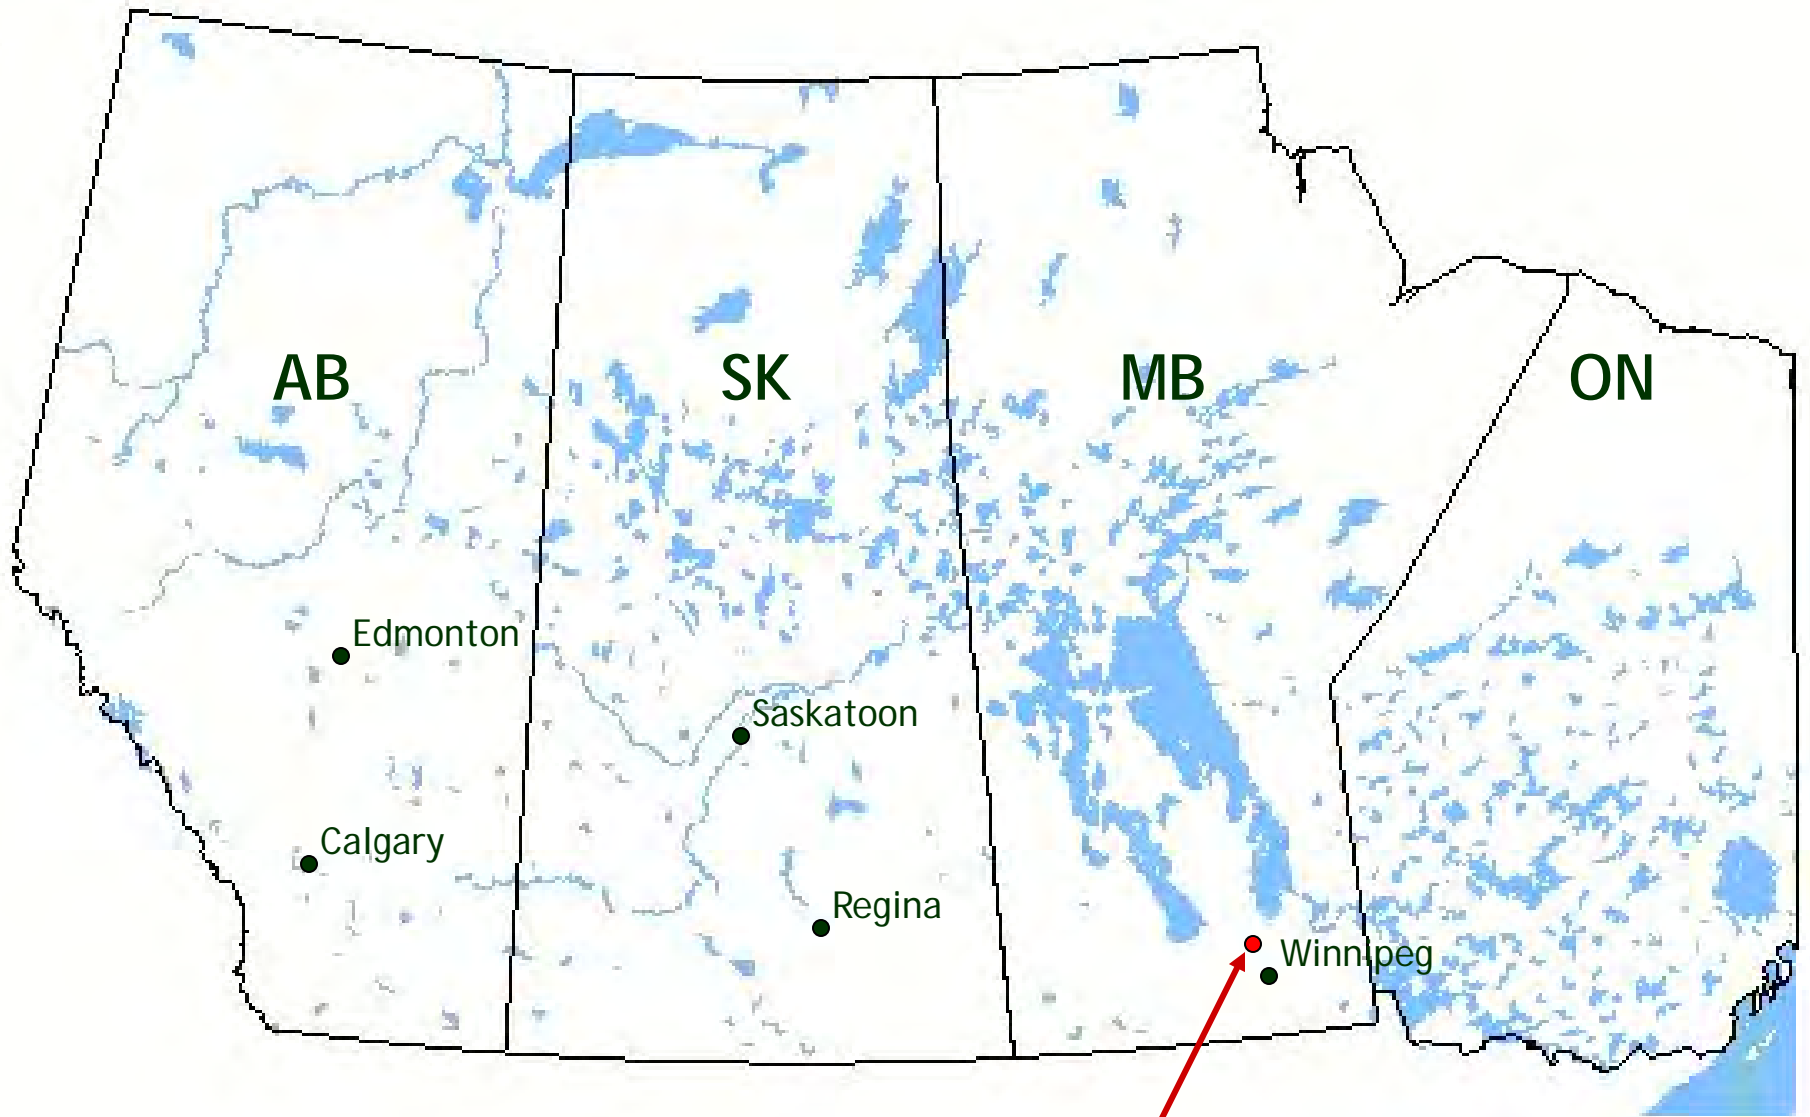 AB
SK
MB
ON
Edmonton
Saskatoon
Calgary
Regina
Winnipeg